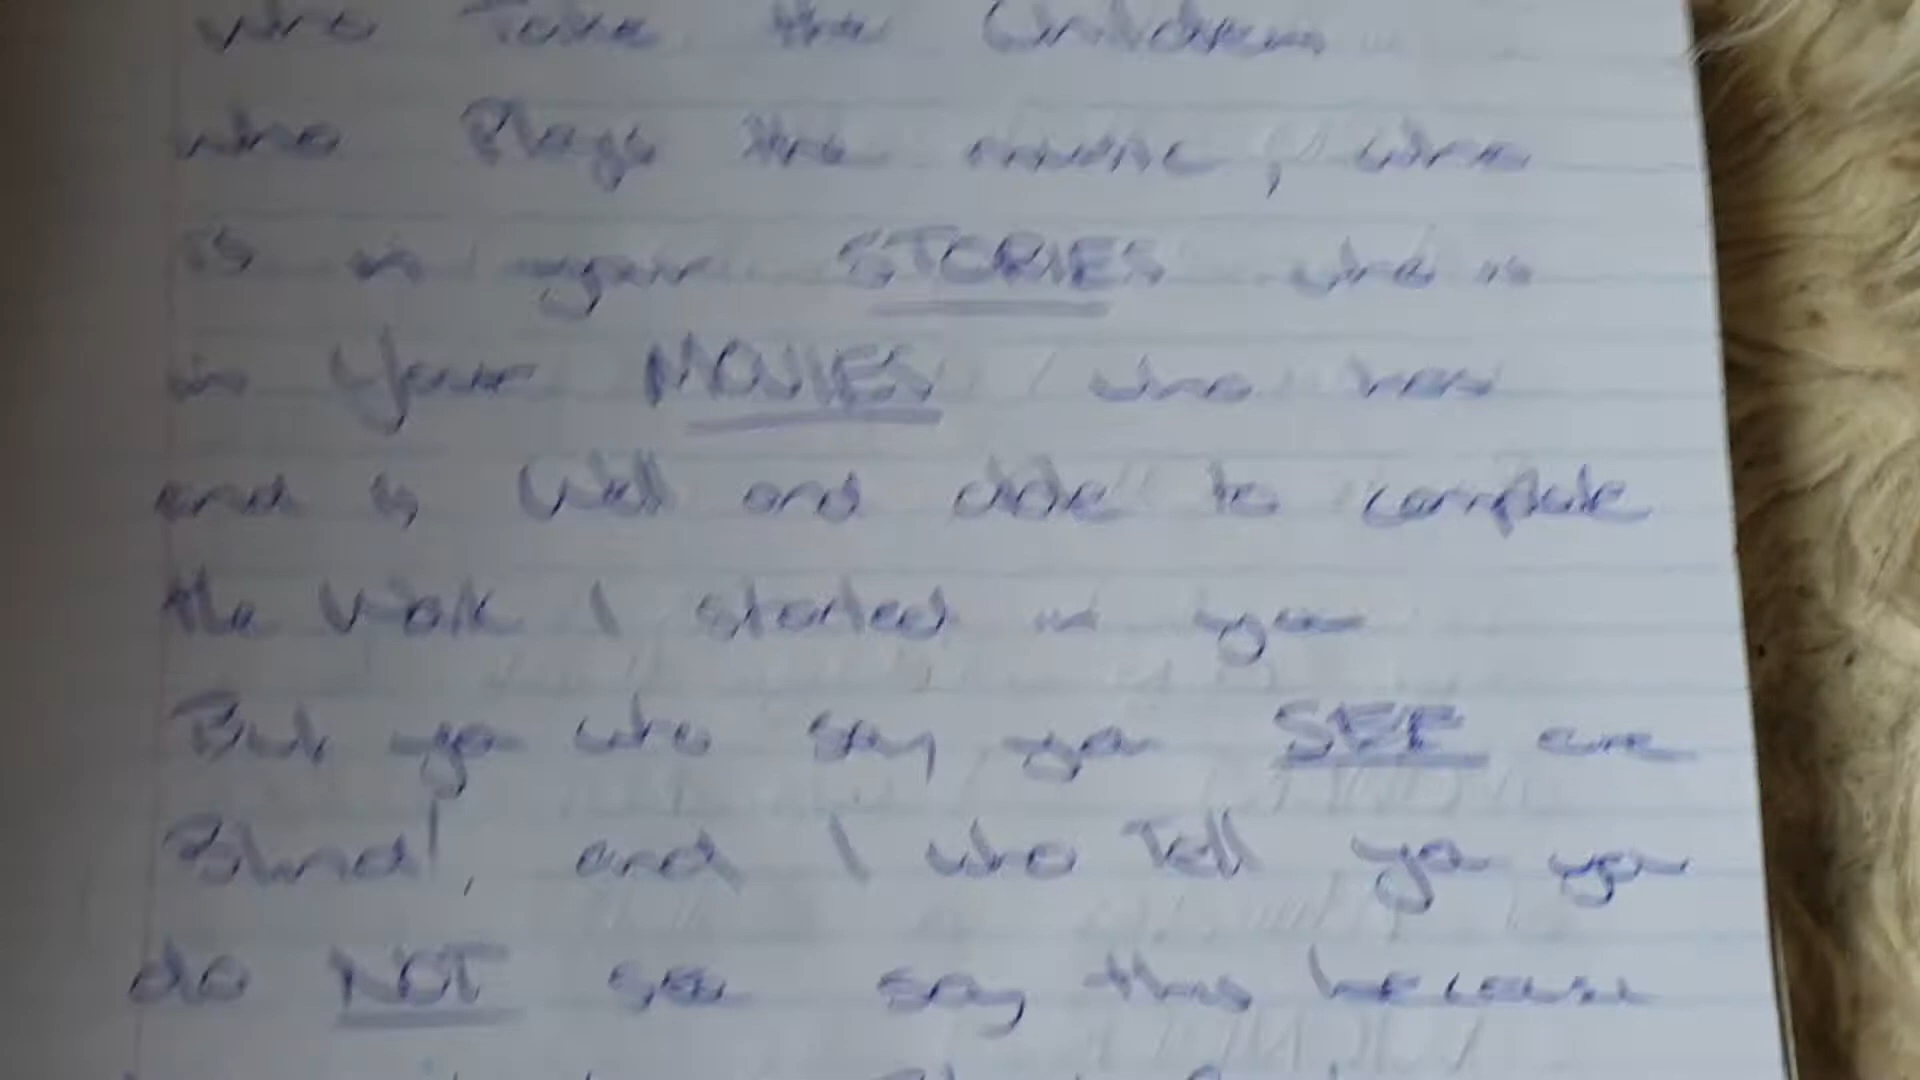 who Take the Children
who Plays the music, who
is in your STORIES who is
in Your MOVIES who has
and is Well and able to complete
the Work I started in you
But you who say you SEE are
Blind!, and I who Tell you you
do NOT see say this because